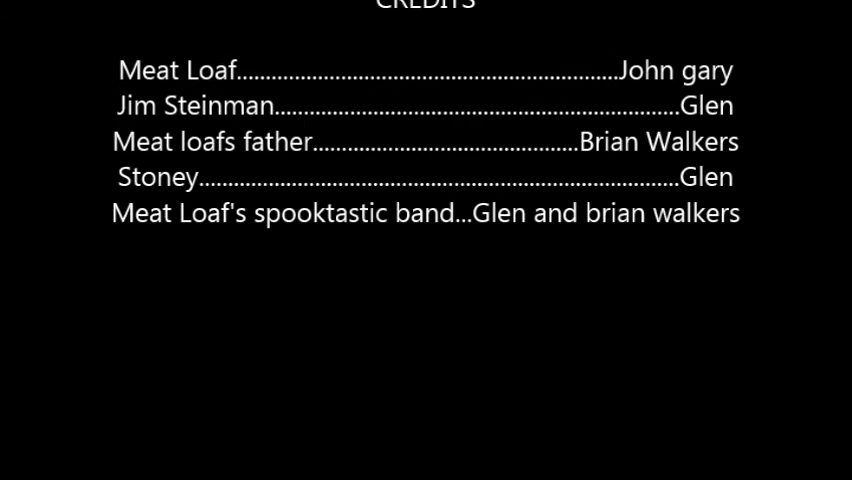 CREDITS
Meat Loaf..................................................................John gary
Jim Steinman......................................................................Glen
Meat loafs father..............................................Brian Walkers
Stoney...................................................................................Glen
Meat Loaf's spooktastic band...Glen and brian walkers